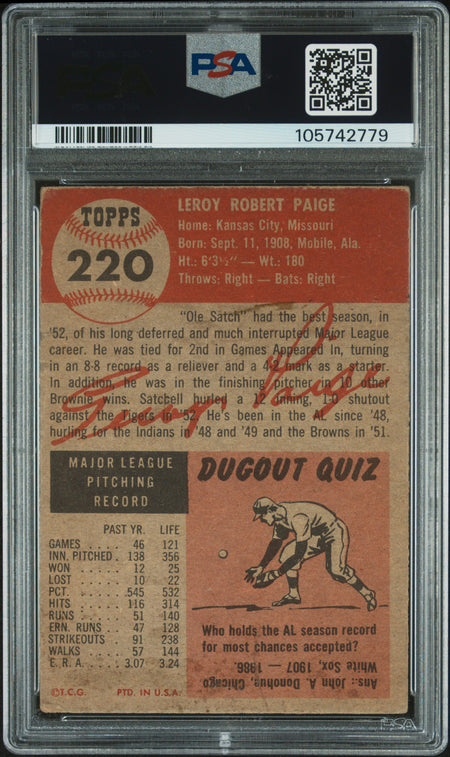 PSA
105742779
TOPPS
220
LEROY ROBERT PAIGE
Home: Kansas City, Missouri
Born: Sept. 11, 1908, Mobile, Ala.
Ht.: 6'3½" — Wt.: 180
Throws: Right — Bats: Right
"Ole Satch" had the best season, in
'52, of his long deferred and much interrupted Major League
career. He was tied for 2nd in Games Appeared In, turning
in an 8-8 record as a reliever and a 4-2 mark as a starter.
In addition, he was in the finishing pitcher in 10 other
Brownie wins. Satchell hurled a 12 inning, 1-0 shutout
against the Tigers in '52. He's been in the AL since '48,
hurling for the Indians in '48 and '49 and the Browns in '51.
MAJOR LEAGUE
PITCHING
RECORD
PAST YR. LIFE
GAMES .... 46 121
INN. PITCHED . 138 356
WON .... 12 25
LOST .... 10 22
PCT. .... .545 .532
HITS .... 116 314
RUNS .... 51 140
ERN. RUNS .. 47 128
STRIKEOUTS . 91 238
WALKS ... 57 144
E. R. A. ... 3.07 3.24
©T.C.G. PTD. IN U.S.A.
DUGOUT QUIZ
Who holds the AL season record
for most chances accepted?
Ans.: John A. Donohue, Chicago
White Sox, 1907 — 1986.
PSA